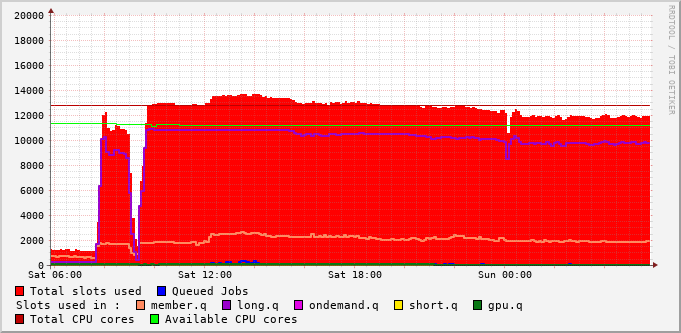 20000
18000
16000
14000
12000
10000
8000
6000
4000
2000
0
Sat 06:00 Sat 12:00 Sat 18:00 Sun 00:00
RRDTOOL / TOBI OETIKER
Total slots used Queued Jobs
Slots used in : member.q long.q ondemand.q short.q gpu.q
Total CPU cores Available CPU cores